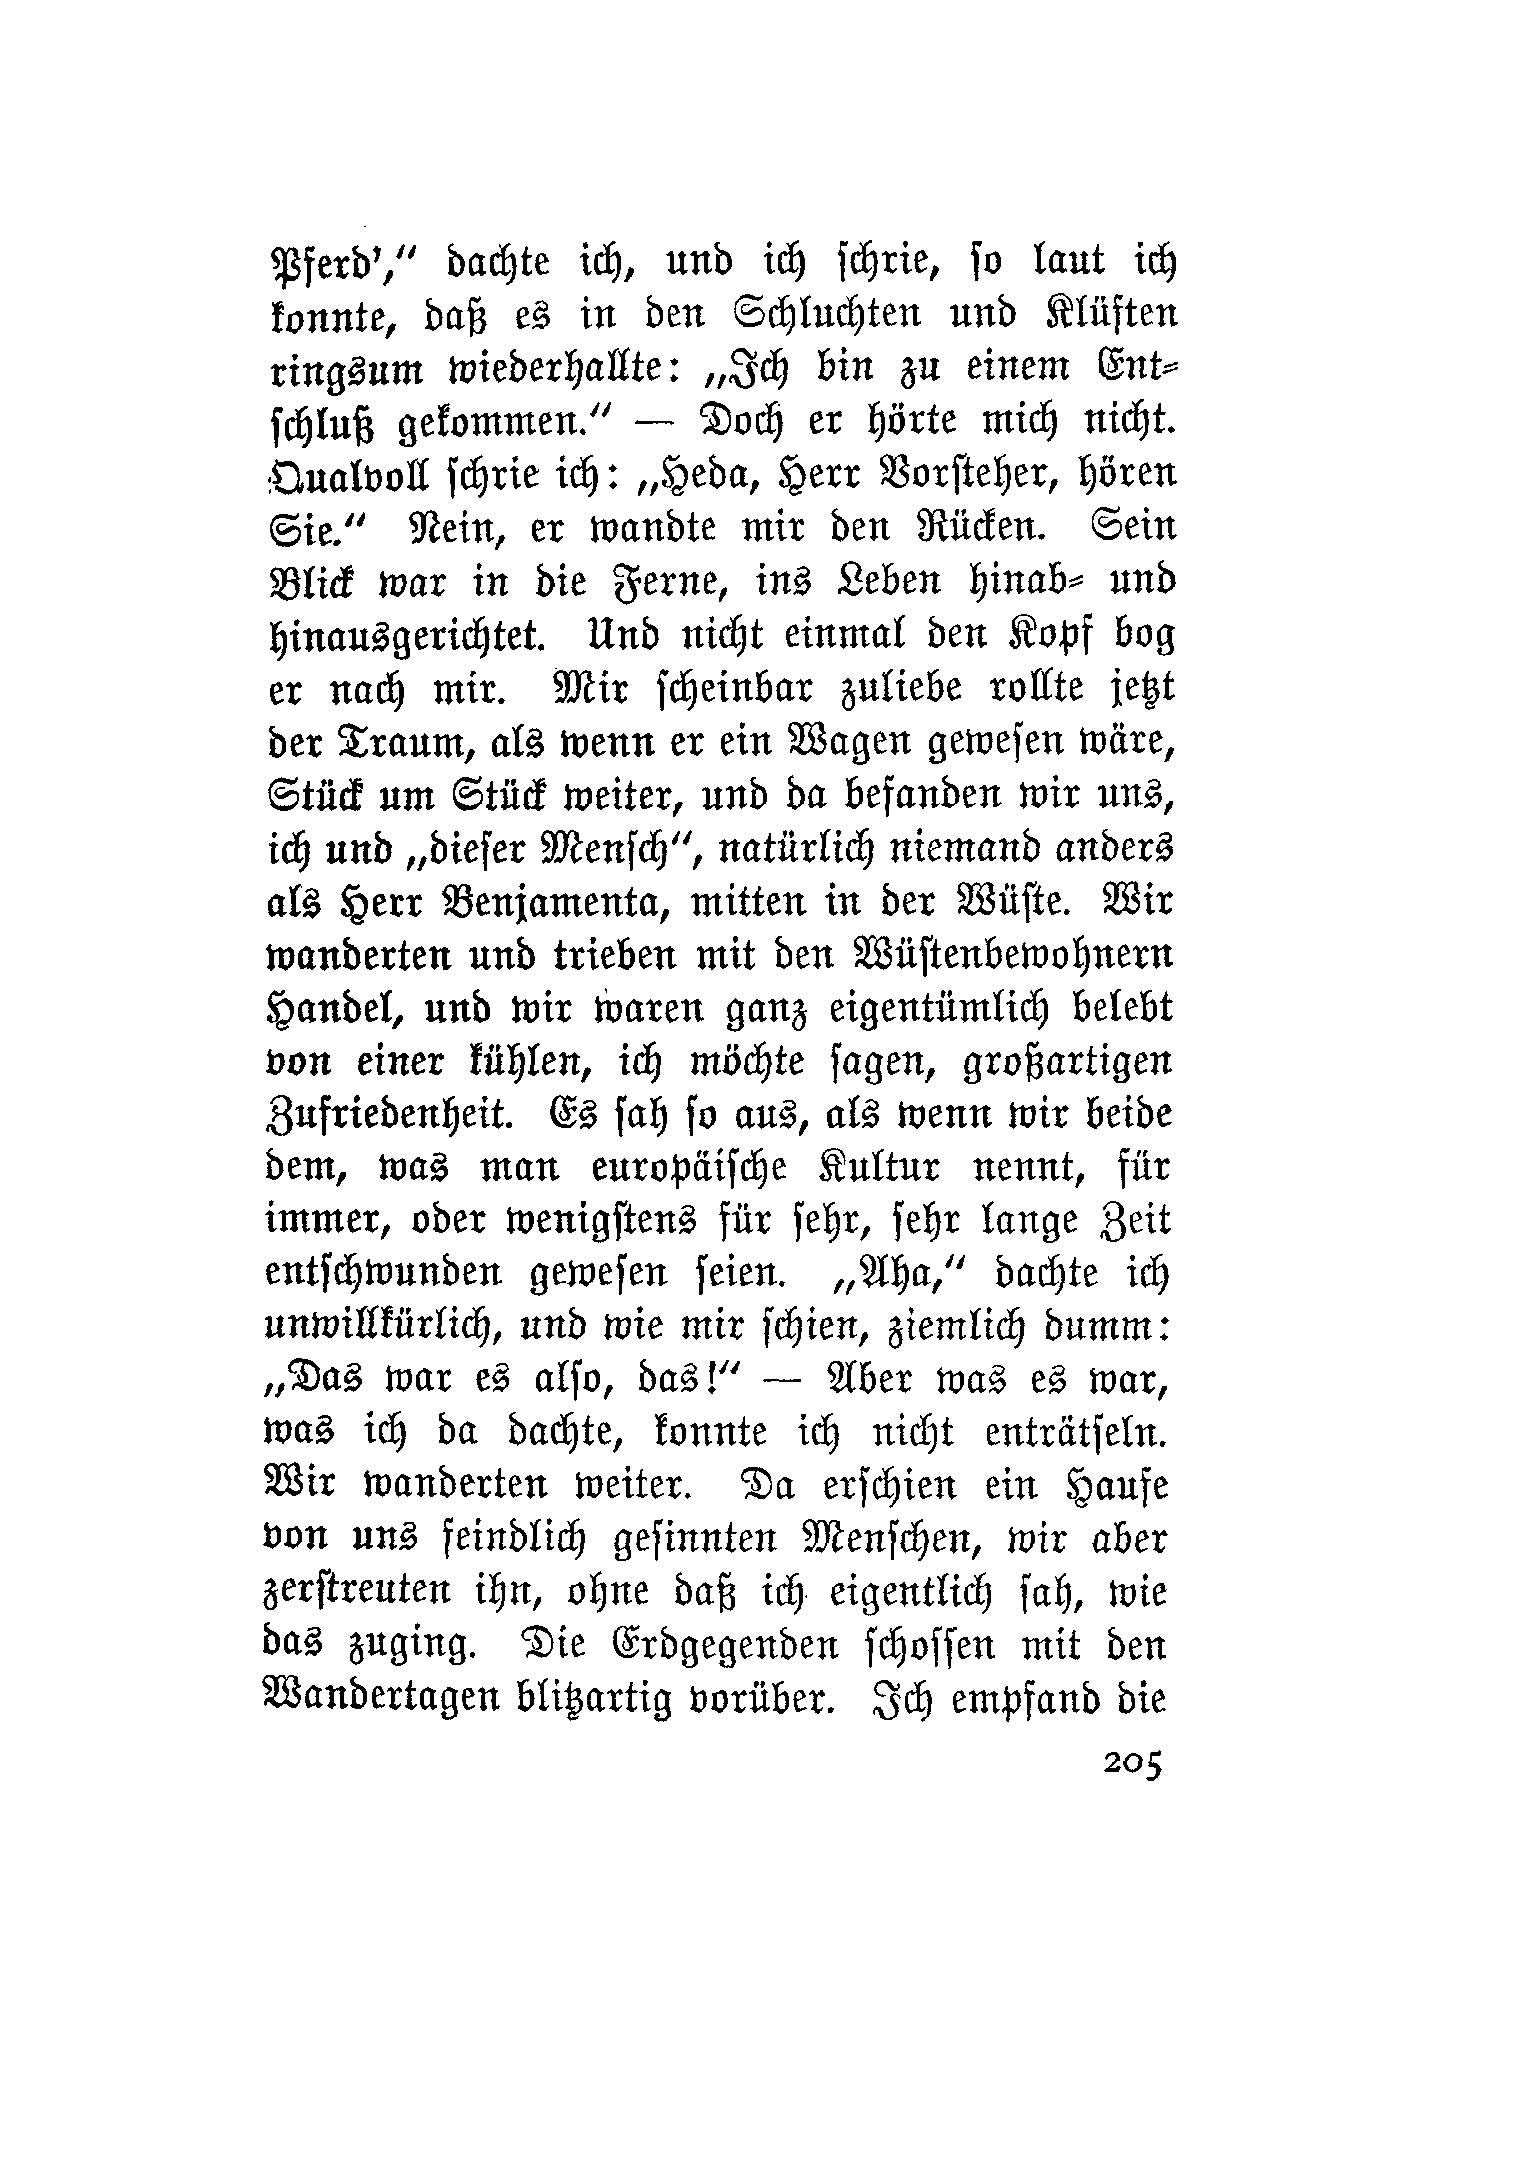 Pferd’,“ dachte ich, und ich ſchrie, ſo laut ich
konnte, daß es in den Schluchten und Klüften
ringsum wiederhallte: „Ich bin zu einem Ent⸗
ſchluß gekommen.“ — Doch er hörte mich nicht.
Qualvoll ſchrie ich: „Heda, Herr Vorſteher, hören
Sie.“ Nein, er wandte mir den Rücken. Sein
Blick war in die Ferne, ins Leben hinab⸗ und
hinausgerichtet. Und nicht einmal den Kopf bog
er nach mir. Mir ſcheinbar zuliebe rollte jetzt
der Traum, als wenn er ein Wagen geweſen wäre,
Stück um Stück weiter, und da befanden wir uns,
ich und „dieſer Menſch“, natürlich niemand anders
als Herr Benjamenta, mitten in der Wüſte. Wir
wanderten und trieben mit den Wüſtenbewohnern
Handel, und wir waren ganz eigentümlich belebt
von einer kühlen, ich möchte ſagen, großartigen
Zufriedenheit. Es ſah ſo aus, als wenn wir beide
dem, was man europäiſche Kultur nennt, für
immer, oder wenigſtens für ſehr, ſehr lange Zeit
entſchwunden geweſen ſeien. „Aha,“ dachte ich
unwillkürlich, und wie mir ſchien, ziemlich dumm:
„Das war es alſo, das!“ — Aber was es war,
was ich da dachte, konnte ich nicht enträtſeln.
Wir wanderten weiter. Da erſchien ein Haufe
von uns feindlich geſinnten Menſchen, wir aber
zerſtreuten ihn, ohne daß ich eigentlich ſah, wie
das zuging. Die Erdgegenden ſchoſſen mit den
Wandertagen blitzartig vorüber. Ich empfand die
205